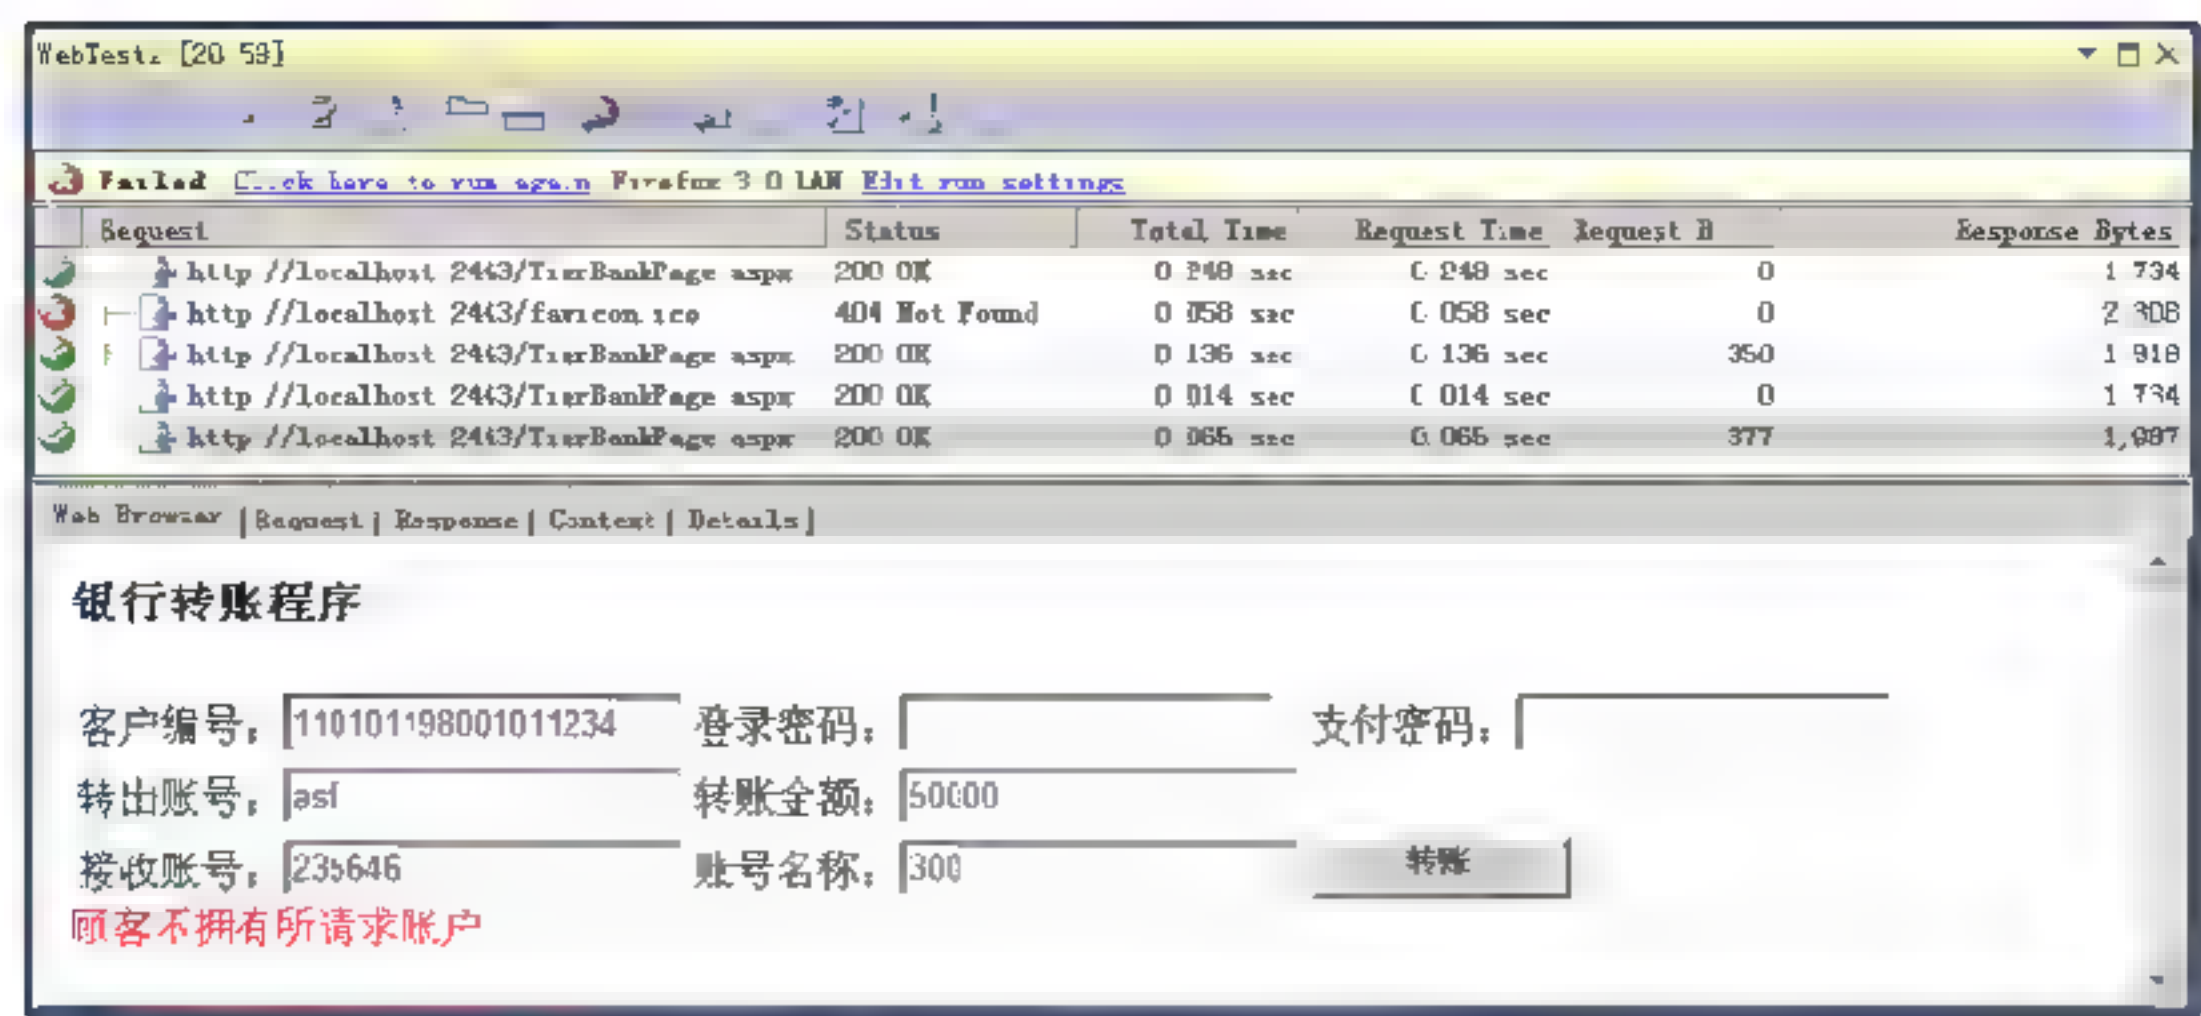 WebTest1 [20:59]
Failed Click here to run again Firefox 3.0 LAN Edit run settings
Request Status Total Time Request Time Request B Response Bytes
http://localhost:2443/TierBankPage.aspx 200 OK 0.248 sec 0.248 sec 0 1,734
http://localhost:2443/favicon.ico 404 Not Found 0.058 sec 0.058 sec 0 2,308
http://localhost:2443/TierBankPage.aspx 200 OK 0.136 sec 0.136 sec 350 1,918
http://localhost:2443/TierBankPage.aspx 200 OK 0.014 sec 0.014 sec 0 1,734
http://localhost:2443/TierBankPage.aspx 200 OK 0.065 sec 0.065 sec 377
Web Browser Request Response Context Details
银行转账程序
客户编号: 110101198001011234 登录密码: 支付密码:
转出账号: asf 转账金额: 50000
接收账号: 235646 账号名称: 300 转账
顾客不拥有所请求账户